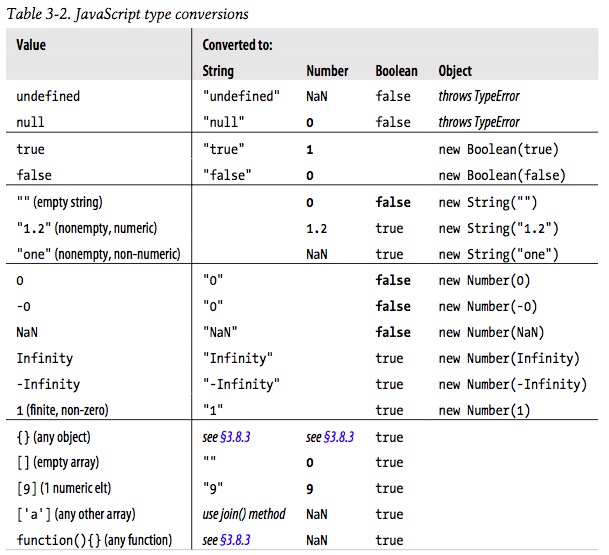 Table 3-2. JavaScript type conversions
Value Converted to:
String Number Boolean Object
undefined "undefined" NaN false throws TypeError
null "null" 0 false throws TypeError
true "true" 1 new Boolean(true)
false "false" 0 new Boolean(false)
"" (empty string) 0 false new String("")
"1.2" (nonempty, numeric) 1.2 true new String("1.2")
"one" (nonempty, non-numeric) NaN true new String("one")
0 "0" false new Number(0)
-0 "0" false new Number(-0)
NaN "NaN" false new Number(NaN)
Infinity "Infinity" true new Number(Infinity)
-Infinity "-Infinity" true new Number(-Infinity)
1 (finite, non-zero) "1" true new Number(1)
{} (any object) see §3.8.3 see §3.8.3 true
[] (empty array) "" 0 true
[9] (1 numeric elt) "9" 9 true
['a'] (any other array) use join() method NaN true
function(){} (any function) see §3.8.3 NaN true